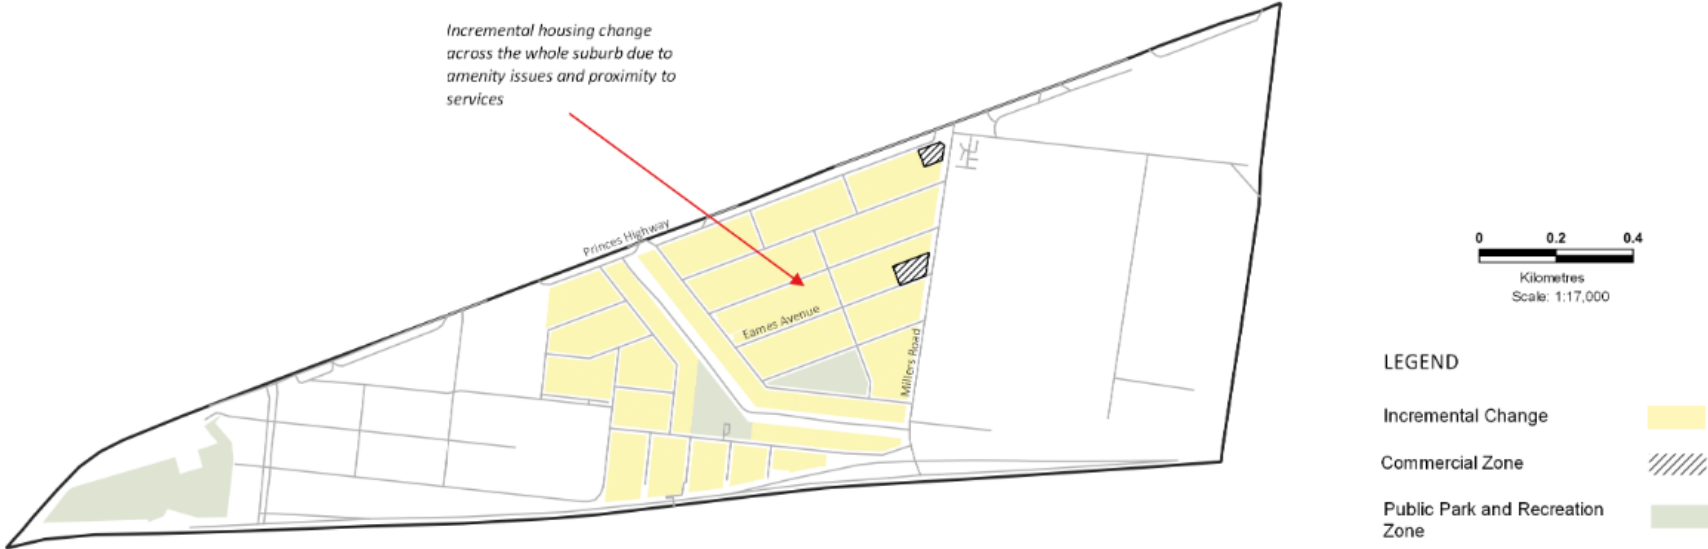 Incremental housing change
across the whole suburb due to
amenity issues and proximity to
services
Princes Highway
Eames Avenue
Millers Road
0 0.2 0.4
Kilometres
Scale: 1:17,000
LEGEND
Incremental Change
Commercial Zone
Public Park and Recreation
Zone